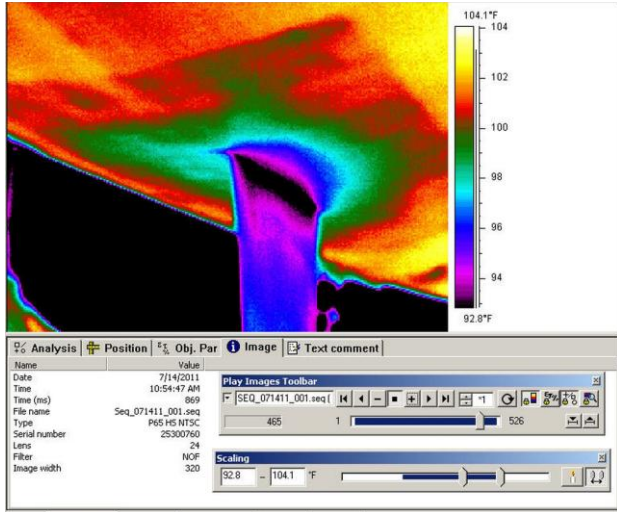 104.1°F
104
102
100
98
96
94
92.8°F
Analysis Position Obj. Par Image Text comment
Name Value
Date 7/14/2011
Time 10:54:47 AM
Time (ms) 869
File name Seq_071411_001.seq
Type P65 HS NTSC
Serial number 25300760
Lens 24
Filter NOF
Image width 320
Play Images Toolbar
SEQ_071411_001.seq (
465 1 526
Scaling
92.8 - 104.1 °F